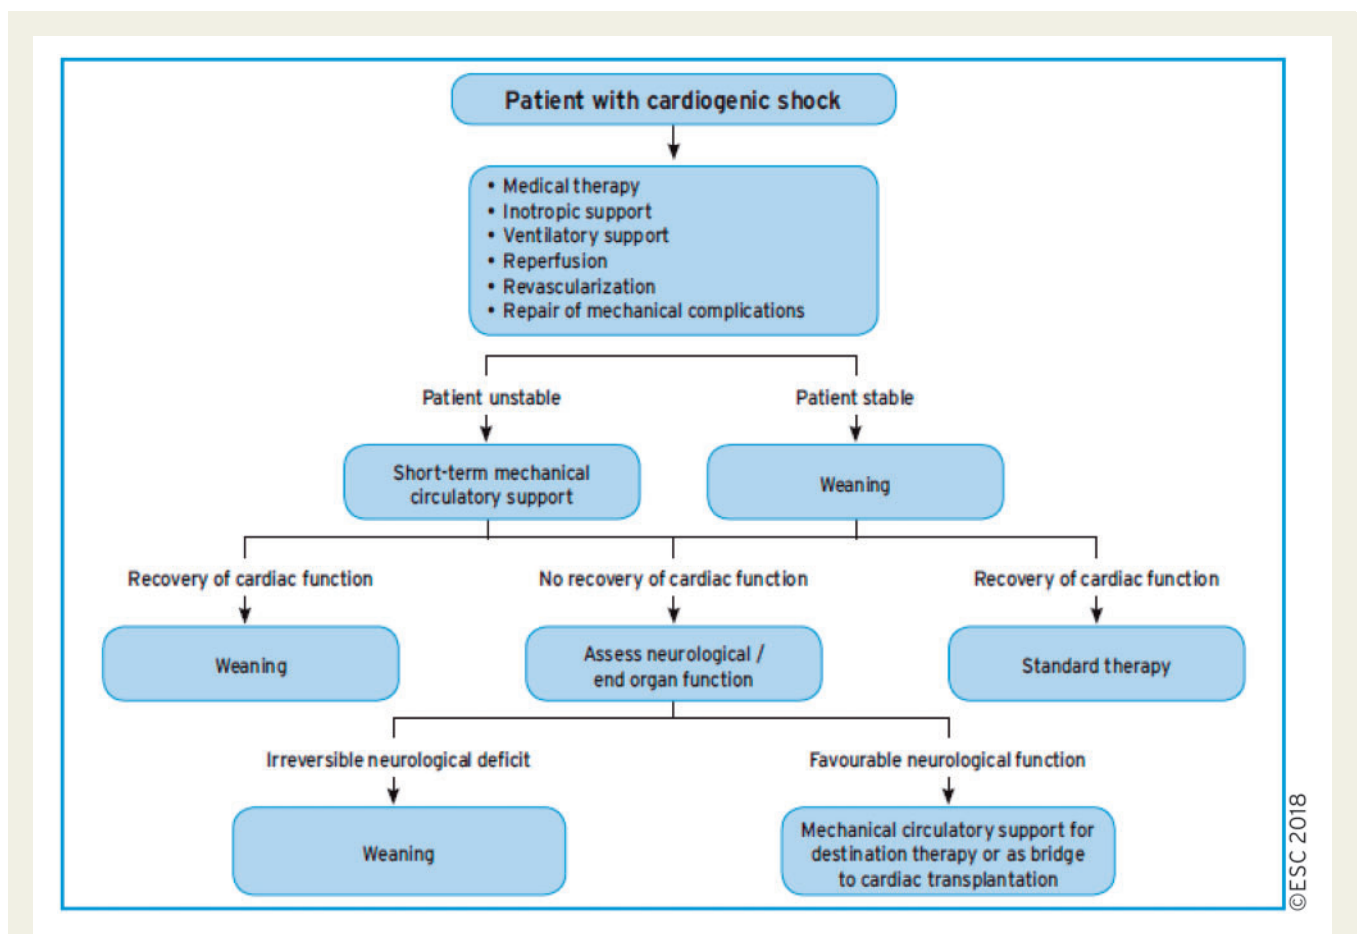 Patient with cardiogenic shock
• Medical therapy
• Inotropic support
• Ventilatory support
• Reperfusion
• Revascularization
• Repair of mechanical complications
Patient unstable
Patient stable
Short-term mechanical
circulatory support
Weaning
Recovery of cardiac function
No recovery of cardiac function
Recovery of cardiac function
Weaning
Assess neurological /
end organ function
Standard therapy
Irreversible neurological deficit
Favourable neurological function
Weaning
Mechanical circulatory support for
destination therapy or as bridge
to cardiac transplantation
©ESC 2018